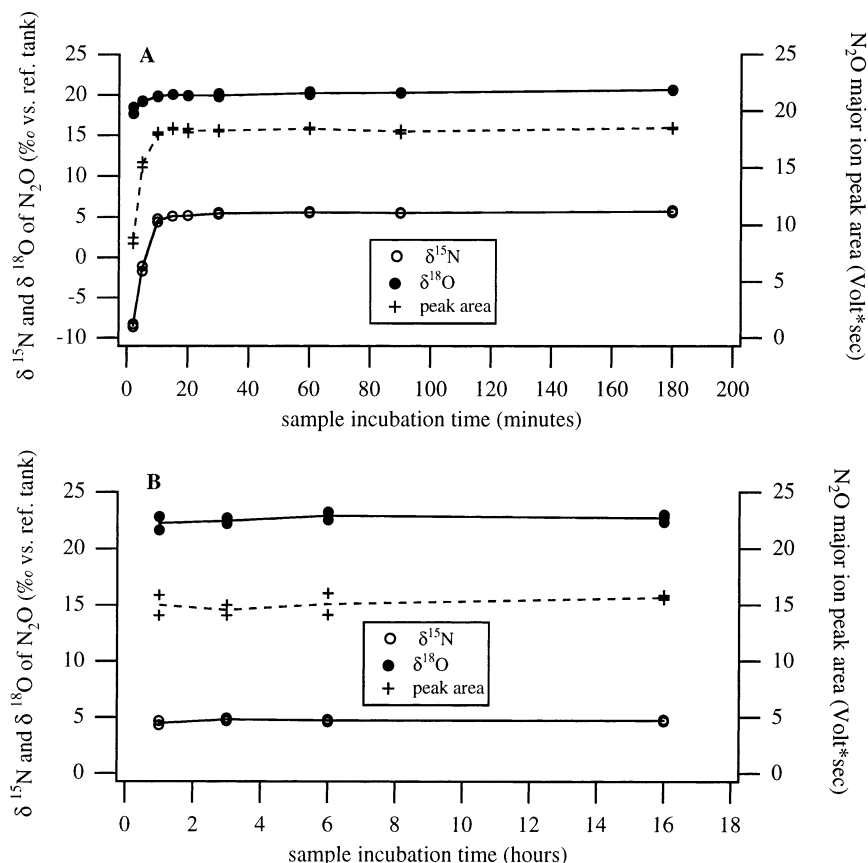 A
25
20
15
10
5
0
-5
-10
δ ¹⁵N and δ ¹⁸O of N₂O (‰ vs. ref. tank)
25
20
15
10
5
0
N₂O major ion peak area (Volt*sec)
δ¹⁵N
δ¹⁸O
peak area
0 20 40 60 80 100 120 140 160 180 200
sample incubation time (minutes)
B
25
20
15
10
5
0
δ ¹⁵N and δ ¹⁸O of N₂O (‰ vs. ref. tank)
25
20
15
10
5
0
N₂O major ion peak area (Volt*sec)
δ¹⁵N
δ¹⁸O
peak area
0 2 4 6 8 10 12 14 16 18
sample incubation time (hours)